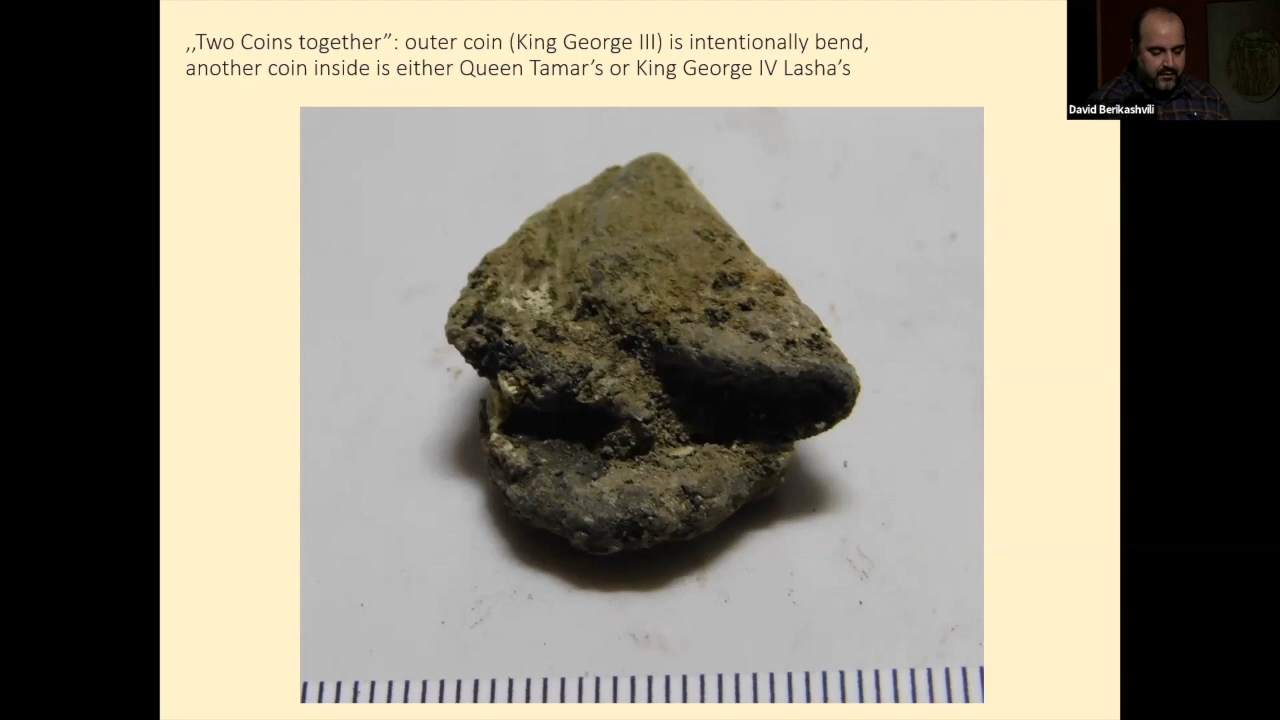 ,,Two Coins together”: outer coin (King George III) is intentionally bend,
another coin inside is either Queen Tamar’s or King George IV Lasha’s
David Berikashvili